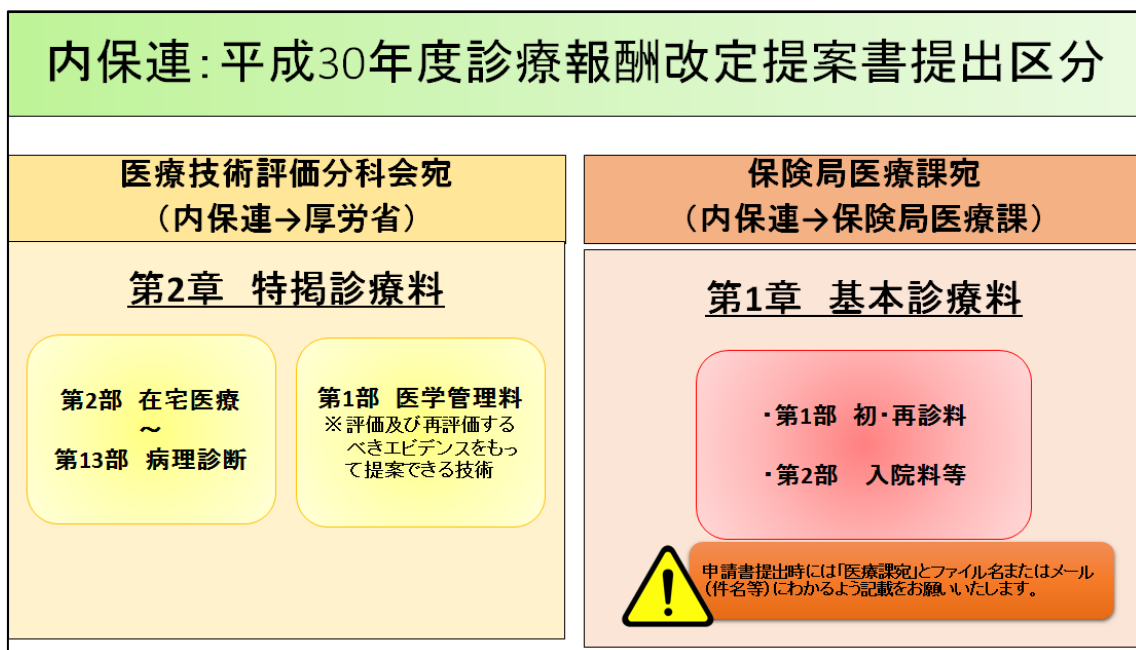 内保連:平成30年度診療報酬改定提案書提出区分
医療技術評価分科会宛
(内保連→厚労省)
第2章 特掲診療料
第2部 在宅医療
~
第13部 病理診断
第1部 医学管理料
※評価及び再評価する
べきエビデンスをもっ
て提案できる技術
保険局医療課宛
(内保連→保険局医療課)
第1章 基本診療料
・第1部 初・再診料
・第2部 入院料等
申請書提出時には「医療課宛」とファイル名またはメール
(件名等)にわかるよう記載をお願いいたします。